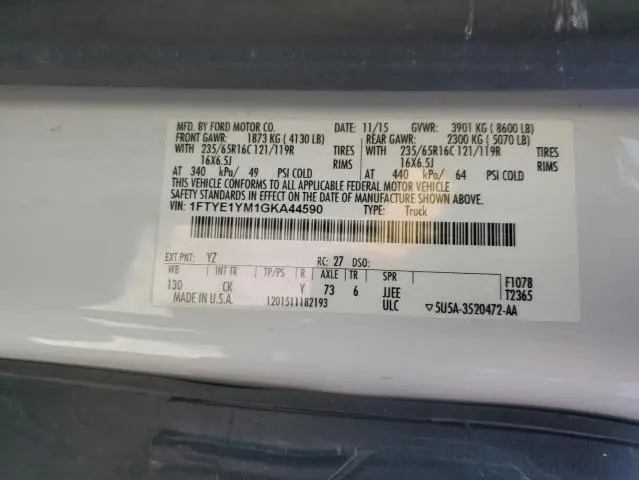 MFD. BY FORD MOTOR CO. DATE: 11/15 GVWR: 3901 KG ( 8600 LB)
FRONT GAWR: 1873 KG ( 4130 LB) REAR GAWR: 2300 KG ( 5070 LB)
WITH 235/65R16C 121/119R TIRES WITH 235/65R16C 121/119R TIRES
16X6.5J RIMS 16X6.5J RIMS
AT 340 kPa/ 49 PSI COLD AT 440 kPa/ 64 PSI COLD
THIS VEHICLE CONFORMS TO ALL APPLICABLE FEDERAL MOTOR VEHICLE
SAFETY STANDARDS IN EFFECT ON THE DATE OF MANUFACTURE SHOWN ABOVE.
VIN: 1FTYE1YM1GKA44590 TYPE: Truck
EXT PNT: YZ RC: 27 DSO:
WB INT TR TP/PS R AXLE TR SPR
130 CK Y 73 6 JJEE
F1078
T2365
MADE IN U.S.A. 1201511182193 ULC ▽5U5A-3520472-AA